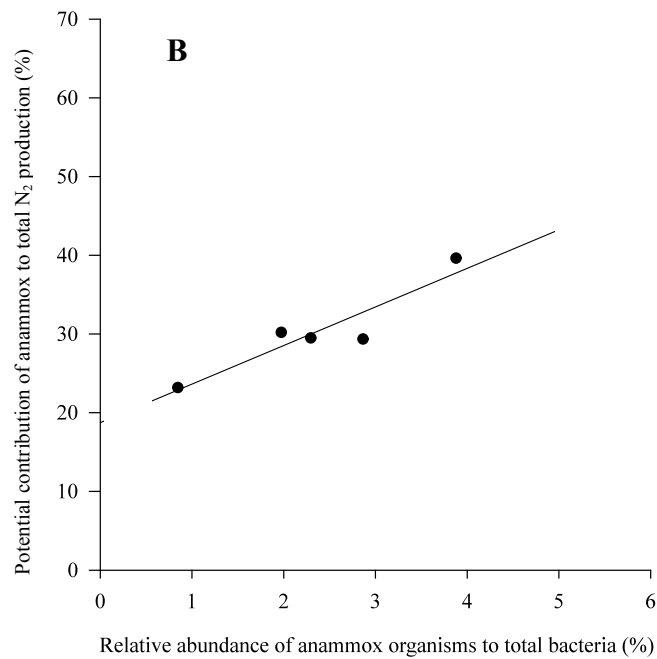 B
Potential contribution of anammox to total N₂ production (%)
70
60
50
40
30
20
10
0
0 1 2 3 4 5 6
Relative abundance of anammox organisms to total bacteria (%)